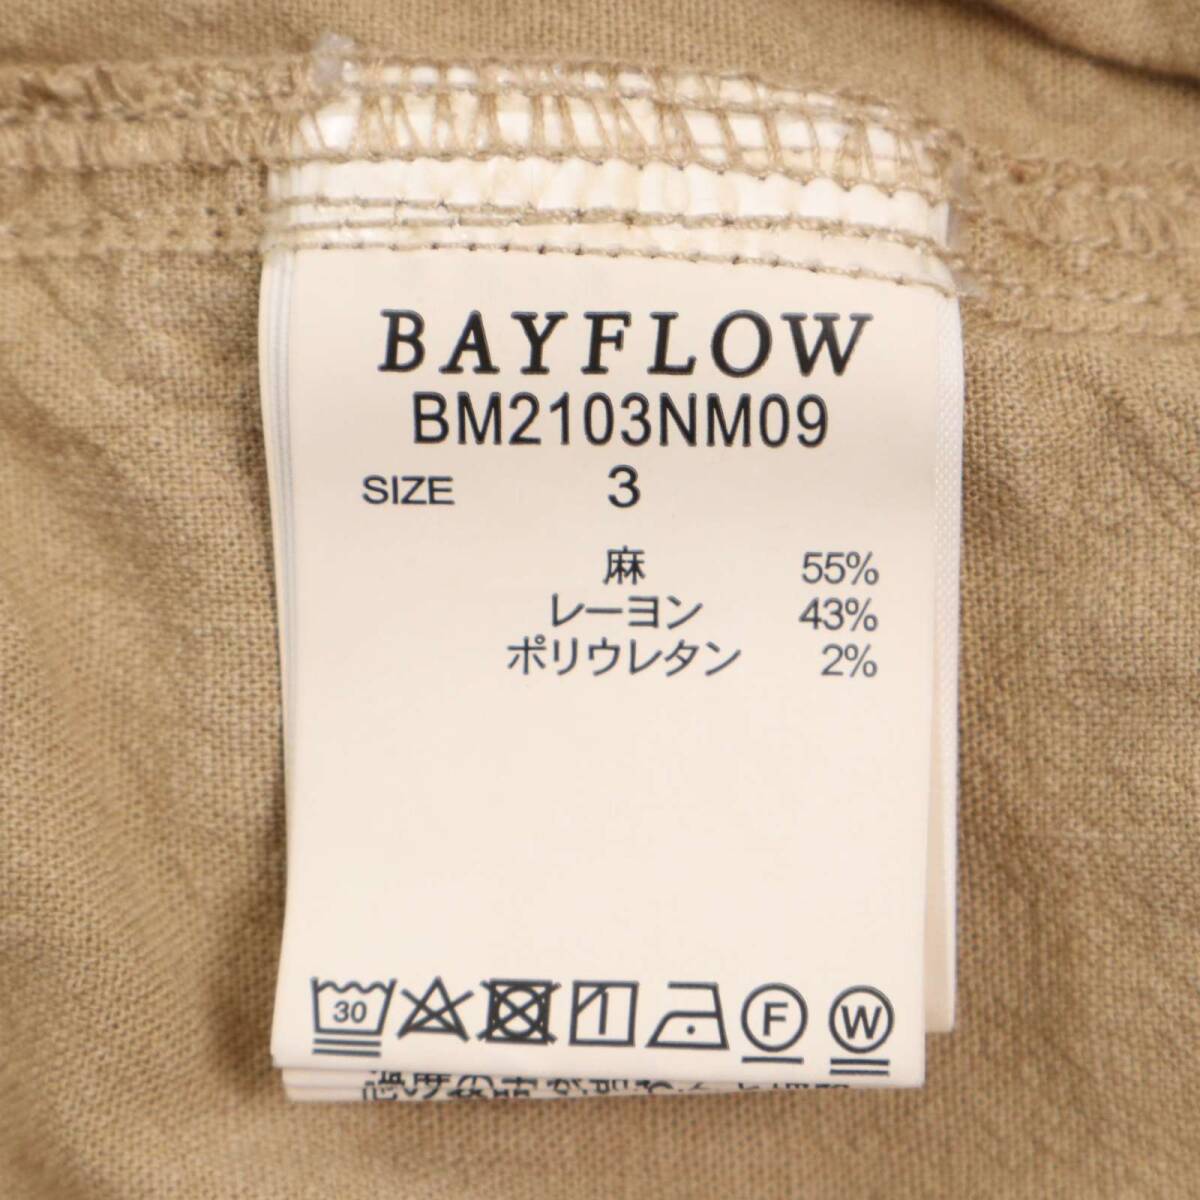 BAYFLOW
BM2103NM09
SIZE 3
麻 55%
レーヨン 43%
ポリウレタン 2%
30 F W